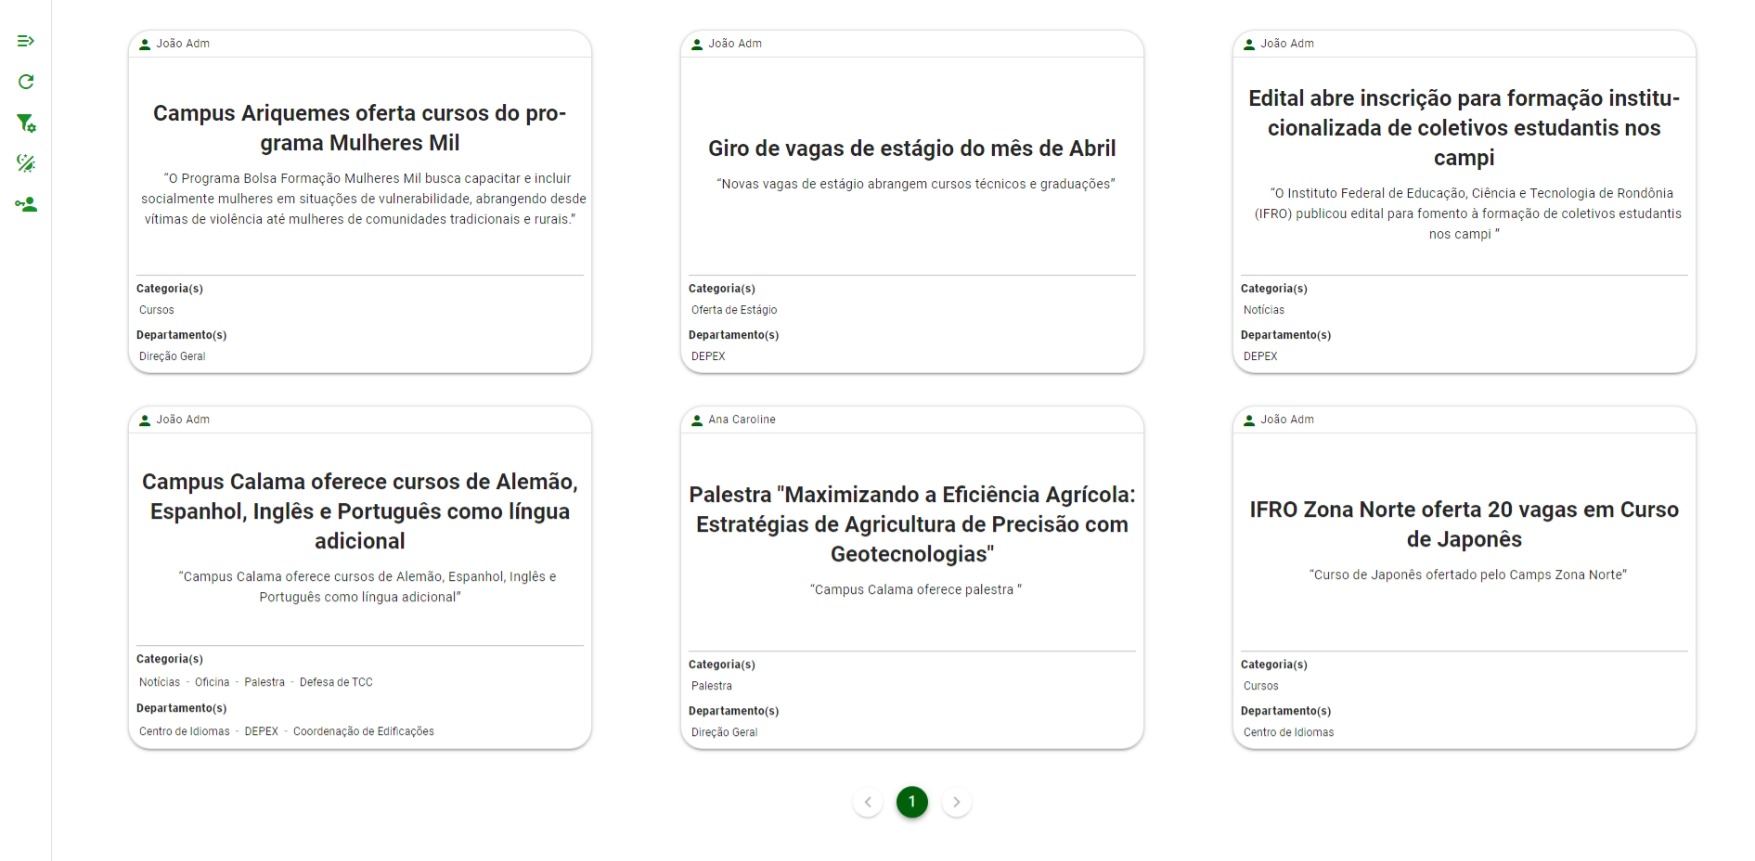 João Adm
Campus Ariquemes oferta cursos do pro-
grama Mulheres Mil
“O Programa Bolsa Formação Mulheres Mil busca capacitar e incluir
socialmente mulheres em situações de vulnerabilidade, abrangendo desde
vítimas de violência até mulheres de comunidades tradicionais e rurais.”
Categoria(s)
Cursos
Departamento(s)
Direção Geral
João Adm
Giro de vagas de estágio do mês de Abril
“Novas vagas de estágio abrangem cursos técnicos e graduações”
Categoria(s)
Oferta de Estágio
Departamento(s)
DEPEX
João Adm
Edital abre inscrição para formação institu-
cionalizada de coletivos estudantis nos
campi
“O Instituto Federal de Educação, Ciência e Tecnologia de Rondônia
(IFRO) publicou edital para fomento à formação de coletivos estudantis
nos campi ”
Categoria(s)
Notícias
Departamento(s)
DEPEX
João Adm
Campus Calama oferece cursos de Alemão,
Espanhol, Inglês e Português como língua
adicional
“Campus Calama oferece cursos de Alemão, Espanhol, Inglês e
Português como língua adicional”
Categoria(s)
Notícias - Oficina - Palestra - Defesa de TCC
Departamento(s)
Centro de Idiomas - DEPEX - Coordenação de Edificações
Ana Caroline
Palestra "Maximizando a Eficiência Agrícola:
Estratégias de Agricultura de Precisão com
Geotecnologias"
“Campus Calama oferece palestra ”
Categoria(s)
Palestra
Departamento(s)
Direção Geral
João Adm
IFRO Zona Norte oferta 20 vagas em Curso
de Japonês
“Curso de Japonês ofertado pelo Camps Zona Norte”
Categoria(s)
Cursos
Departamento(s)
Centro de Idiomas
1